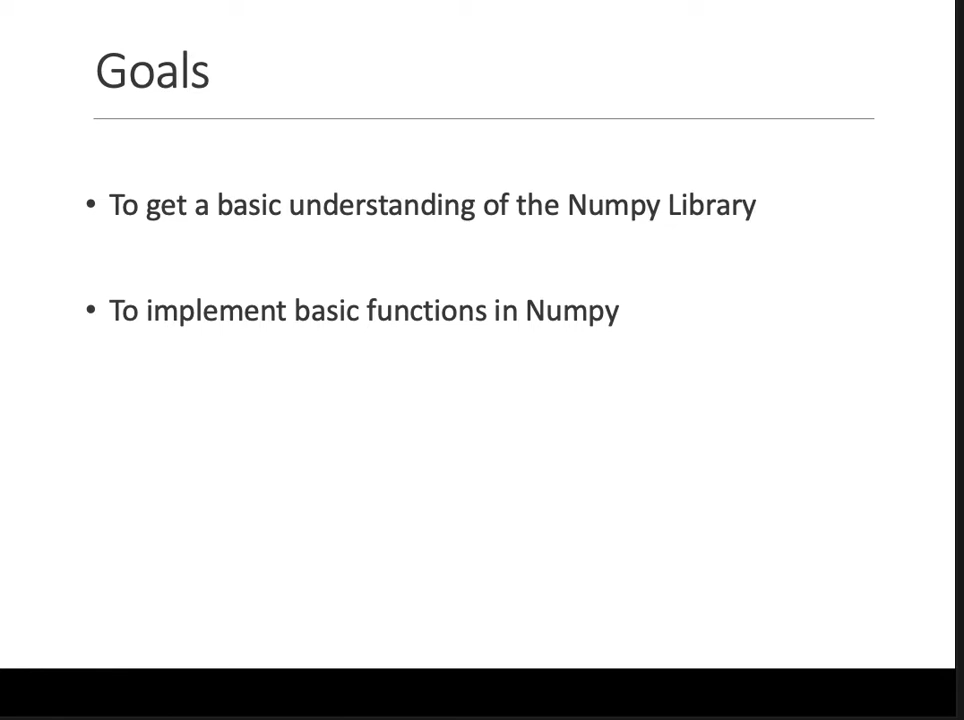 Goals
• To get a basic understanding of the Numpy Library
• To implement basic functions in Numpy